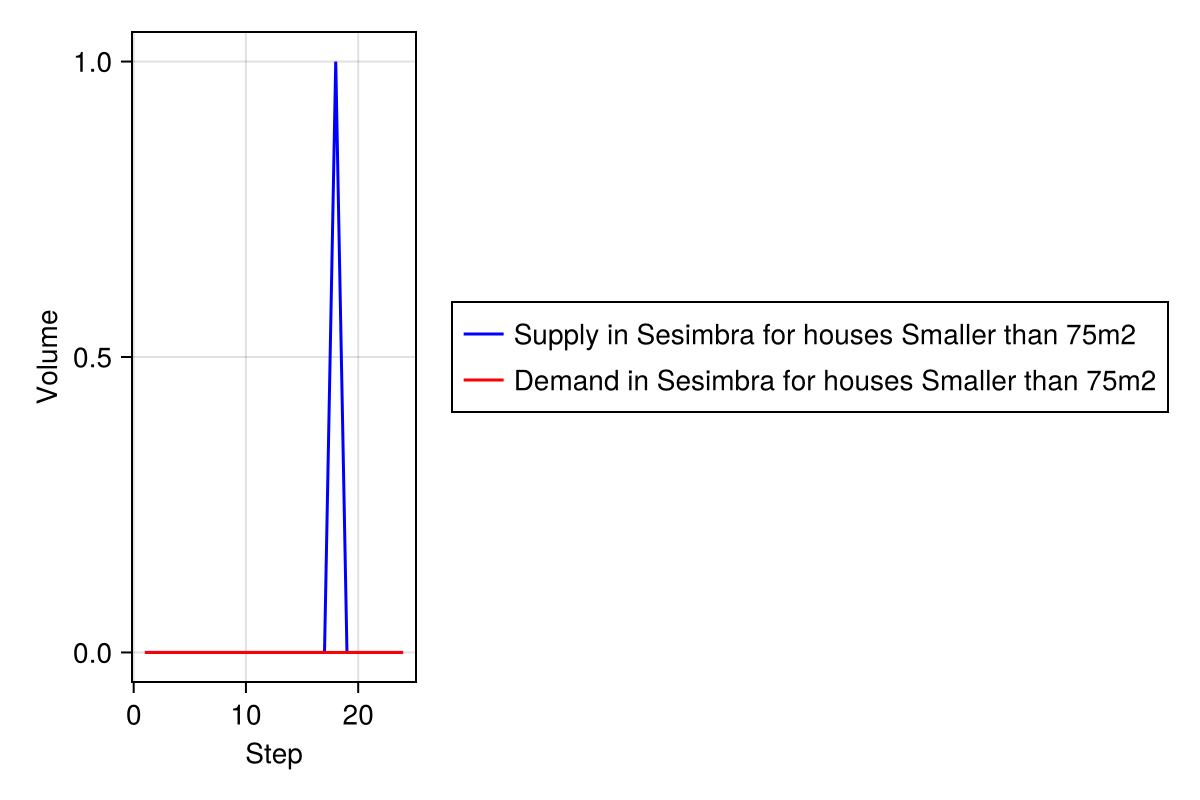 1.0
0.5
0.0
Volume
0 10 20
Step
Supply in Sesimbra for houses Smaller than 75m2
Demand in Sesimbra for houses Smaller than 75m2